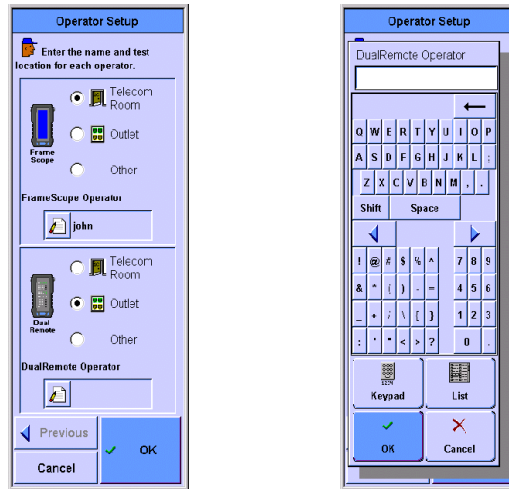 Operator Setup
Enter the name and test
location for each operator.
Telecom
Room
Outlet
Frame
Scope
Other
FrameScope Operator
john
Telecom
Room
Outlet
Dual
Remote
Other
DualRemote Operator
Previous
OK
Cancel
Operator Setup
DualRemote Operator
Q W E R T Y U I O P
A S D F G H J K L ;
Z X C V B N M , .
Shift Space
! @ # $ % ^ 7 8 9
& * ( ) - = 4 5 6
_ + / \ [ ] 1 2 3
: ' " < > ? 0 .
Keypad List
OK Cancel